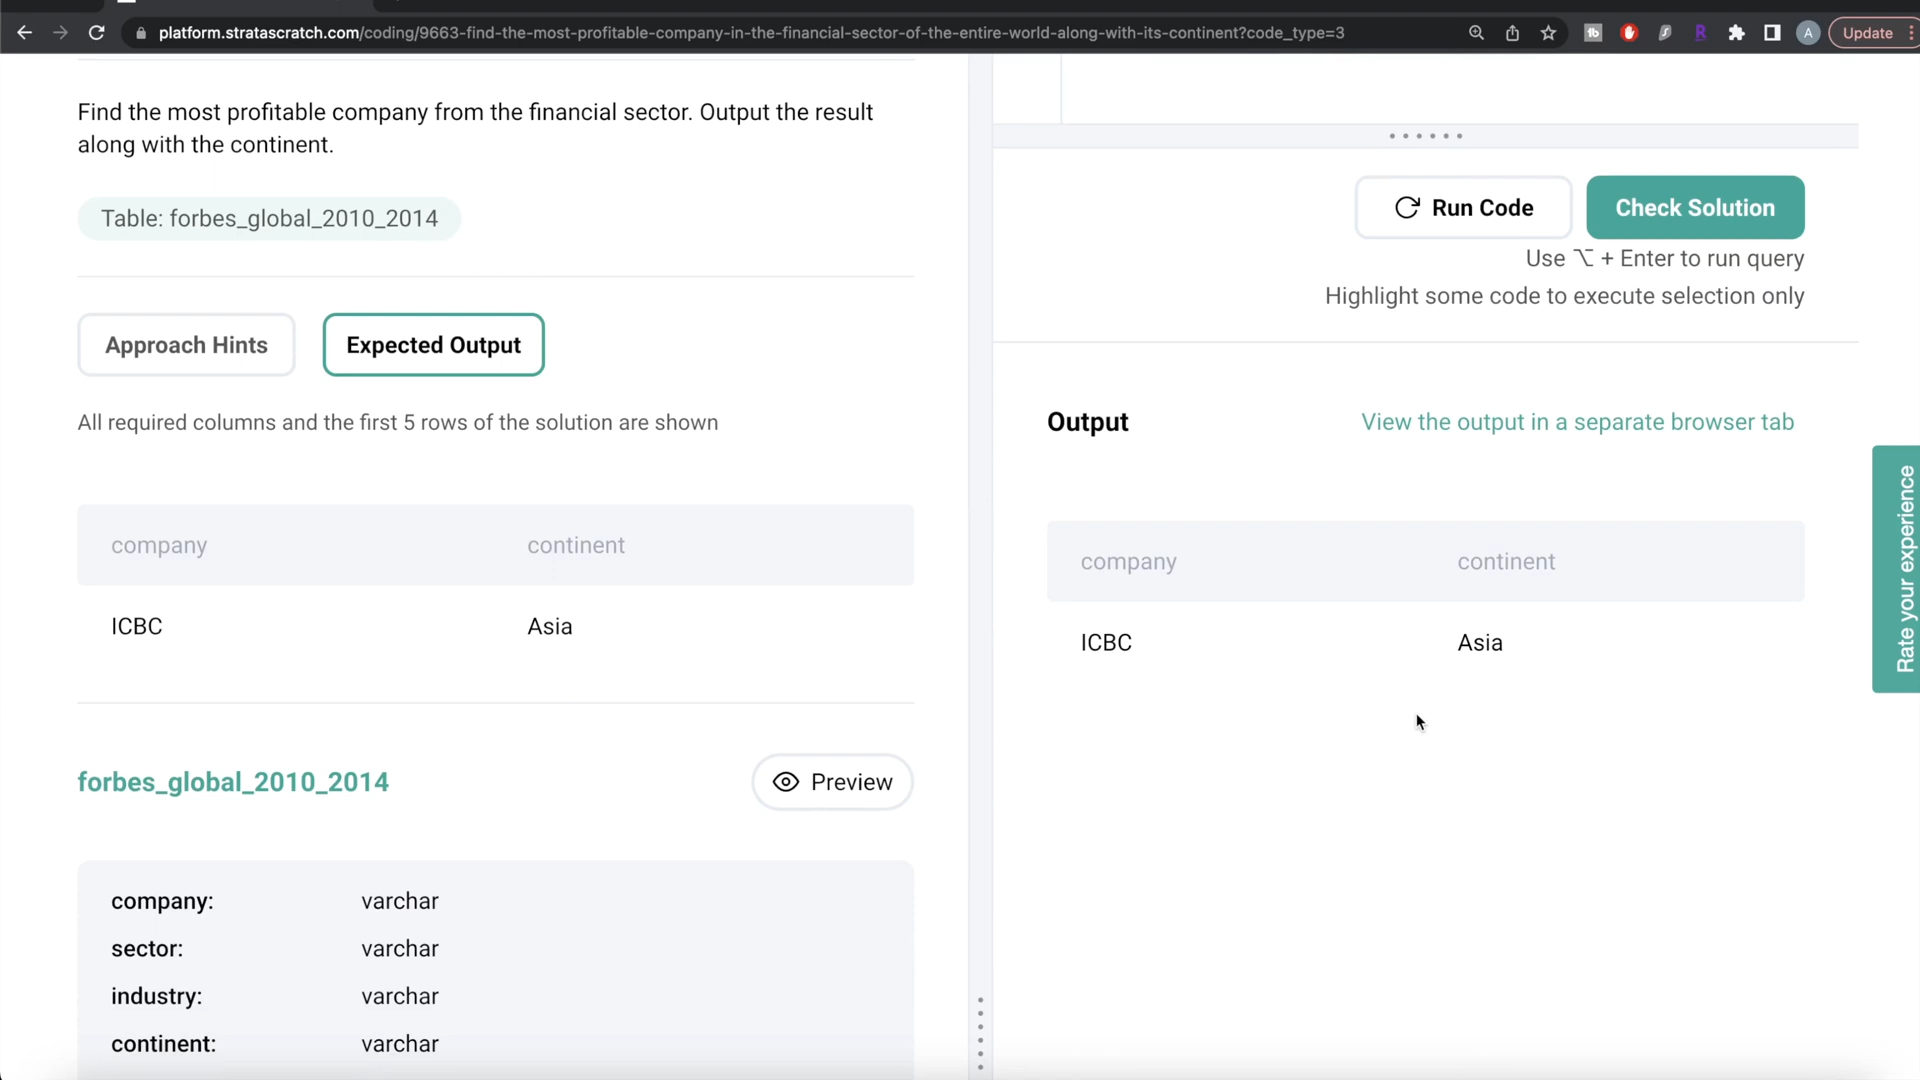 platform.stratascratch.com/coding/9663-find-the-most-profitable-company-in-the-financial-sector-of-the-entire-world-along-with-its-continent?code_type=3
A
Update
Find the most profitable company from the financial sector. Output the result
along with the continent.
Table: forbes_global_2010_2014
Approach Hints
Expected Output
All required columns and the first 5 rows of the solution are shown
company continent
ICBC Asia
forbes_global_2010_2014
Preview
company: varchar
sector: varchar
industry: varchar
continent: varchar
Run Code
Check Solution
Use ⌥ + Enter to run query
Highlight some code to execute selection only
Output
View the output in a separate browser tab
company continent
ICBC Asia
Rate your experience